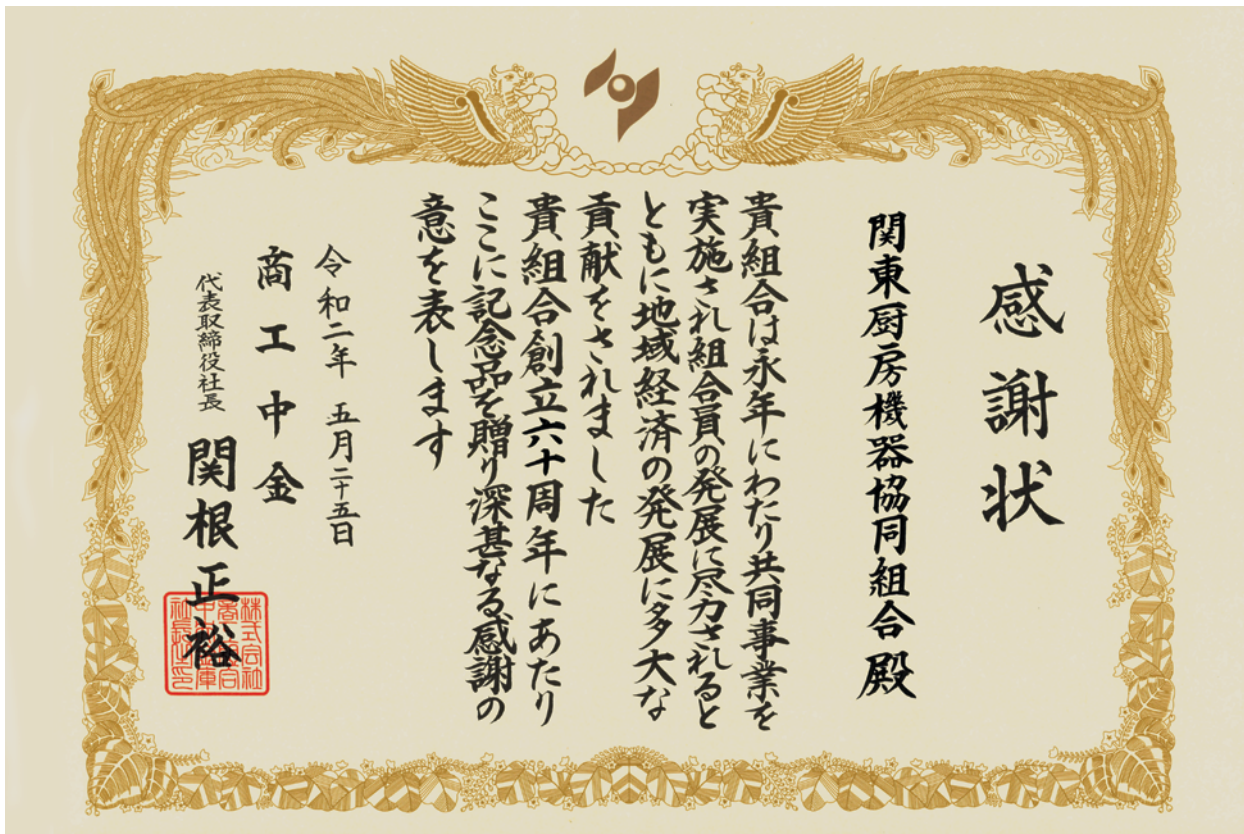 感謝状
関東厨房機器協同組合殿
貴組合は永年にわたり共同事業を
実施され組合員の発展に尽力されると
ともに地域経済の発展に多大な
貢献をされました
貴組合創立六十周年にあたり
ここに記念品を贈り深甚なる感謝の
意を表します
令和二年 五月二十五日
商工中金
代表取締役社長 関根正裕